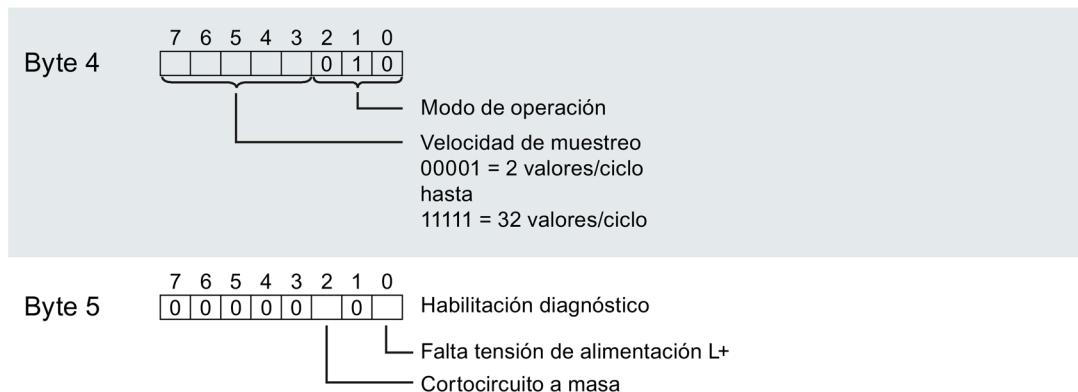 7 6 5 4 3 2 1 0
Byte 4
0 1 0
Modo de operación
Velocidad de muestreo
00001 = 2 valores/ciclo
hasta
11111 = 32 valores/ciclo
7 6 5 4 3 2 1 0
Byte 5
0 0 0 0 0 0
Habilitación diagnóstico
Falta tensión de alimentación L+
Cortocircuito a masa